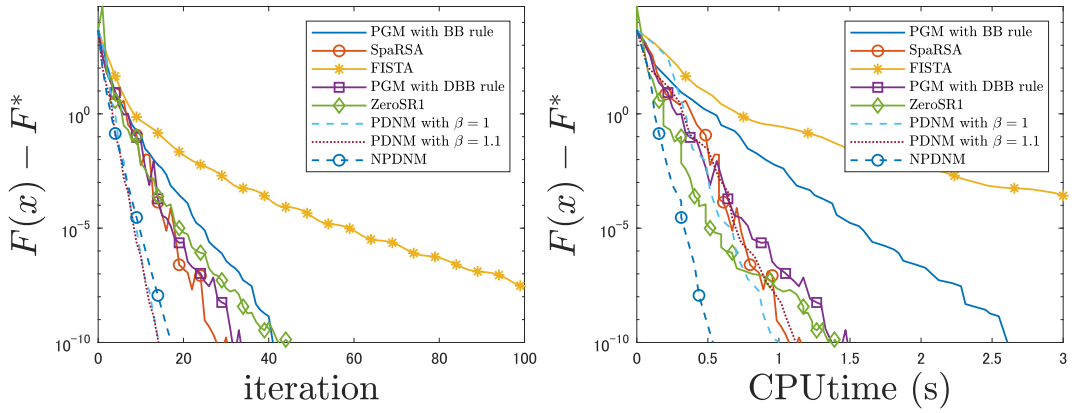 F(x) − F*
10^0
10^-5
10^-10
0 20 40 60 80 100
iteration
PGM with BB rule
SpaRSA
FISTA
PGM with DBB rule
ZeroSR1
PDNM with β = 1
PDNM with β = 1.1
NPDNM
F(x) − F*
10^0
10^-5
10^-10
0 0.5 1 1.5 2 2.5 3
CPUtime (s)
PGM with BB rule
SpaRSA
FISTA
PGM with DBB rule
ZeroSR1
PDNM with β = 1
PDNM with β = 1.1
NPDNM